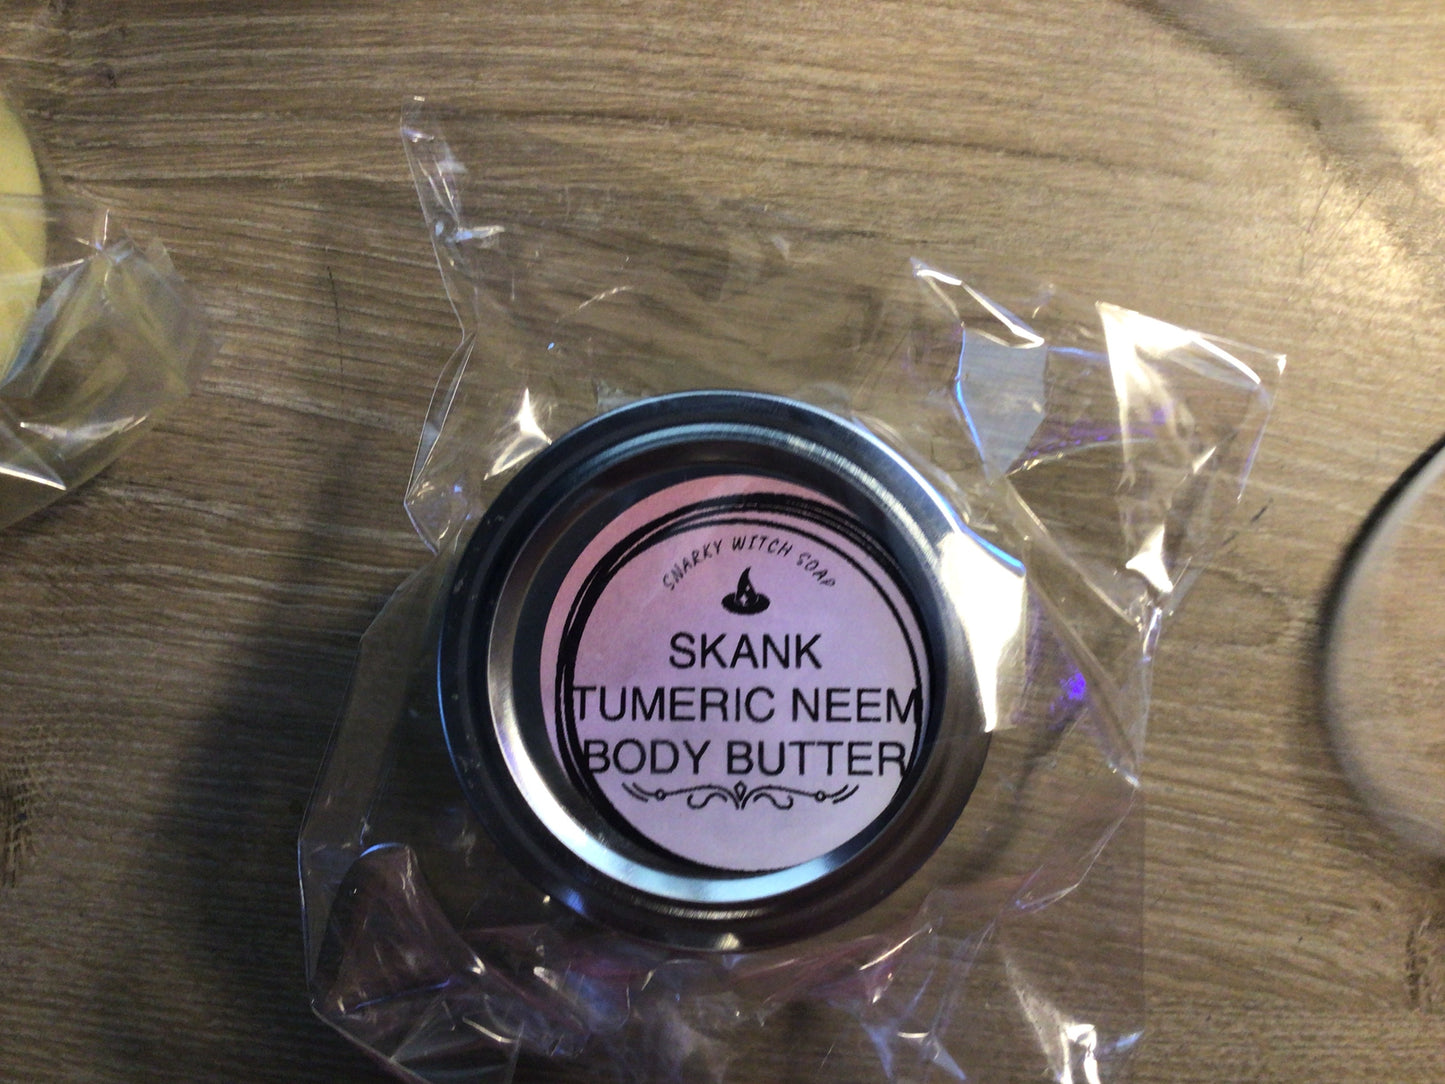 SNARKY WITCH SOAP
SKANK
TUMERIC NEEM
BODY BUTTER